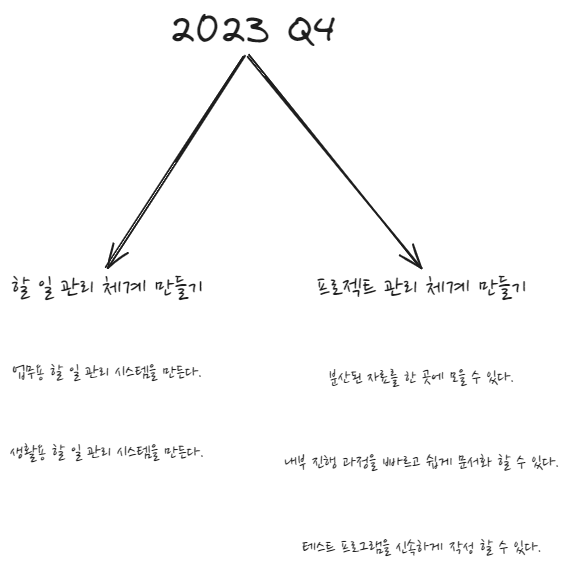 2023 Q4
할 일 관리 체계 만들기
프로젝트 관리 체계 만들기
업무용 할 일 관리 시스템을 만든다.
분산된 자료를 한 곳에 모을 수 있다.
생활용 할 일 관리 시스템을 만든다.
내부 진행 과정을 빠르고 쉽게 문서화 할 수 있다.
테스트 프로그램을 신속하게 작성 할 수 있다.